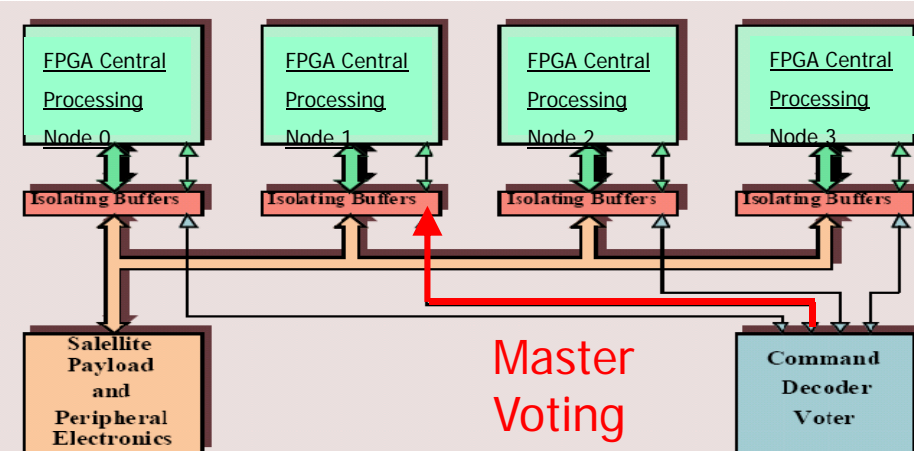 FPGA Central
Processing
Node 0
FPGA Central
Processing
Node 1
FPGA Central
Processing
Node 2
FPGA Central
Processing
Node 3
Isolating Buffers
Isolating Buffers
Isolating Buffers
Isolating Buffers
Salellite
Payload
and
Peripheral
Electronics
Master
Voting
Command
Decoder
Voter